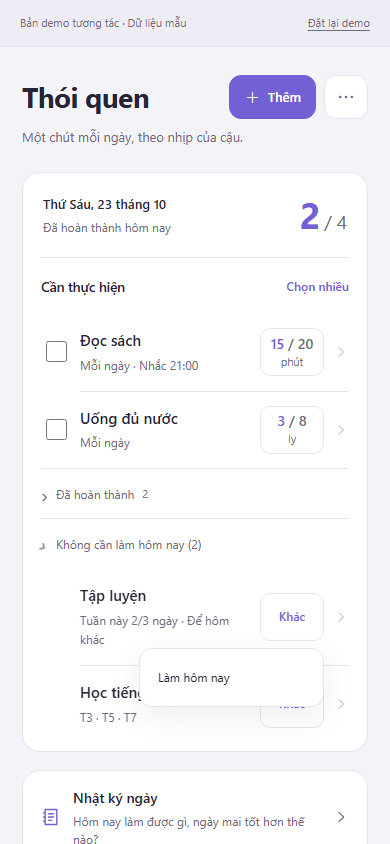 Bản demo tương tác · Dữ liệu mẫu
Đặt lại demo
Thói quen
+ Thêm
...
Một chút mỗi ngày, theo nhịp của cậu.
Thứ Sáu, 23 tháng 10
Đã hoàn thành hôm nay
2 / 4
Cần thực hiện
Chọn nhiều
Đọc sách
Mỗi ngày · Nhắc 21:00
15 / 20
phút
Uống đủ nước
Mỗi ngày
3 / 8
ly
Đã hoàn thành 2
Không cần làm hôm nay (2)
Tập luyện
Tuần này 2/3 ngày · Để hôm
khác
Khác
Làm hôm nay
Học
T3 · T5 · T7
Nhật ký ngày
Hôm nay làm được gì, ngày mai tốt hơn thế
nào?